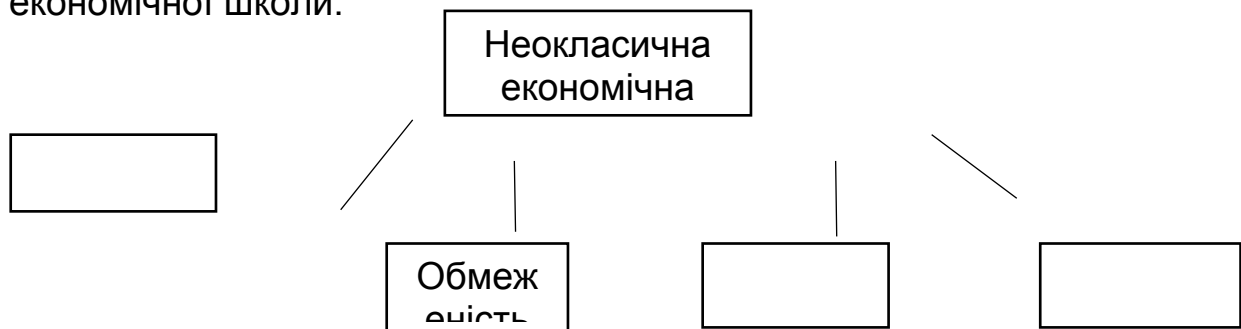 економічної школи.
Неокласична
економічна
Обмеж
еність